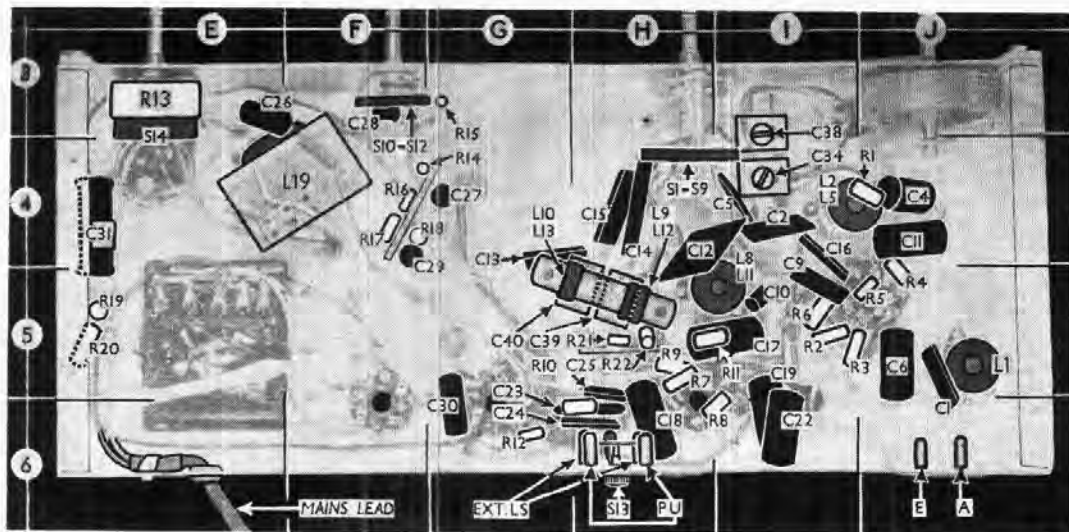 E F G H I J
3
R13
S14
C26
C28
S10-S12
R15
C38
R14
S1-S9
C34
R1
4
L19
C31
R16
R17
R18
C27
C29
C15
C14
L9
L12
C5
C2
L2
L5
C4
C11
L10
L13
C13
C12
L8
L11
C16
C9
C10
R4
R5
R6
5
R19
R20
C40
C39
R21
R22
R9
R7
R11
C17
R2
R3
C6
L1
C1
R10
C25
C23
C24
C30
C18
R8
C19
C22
R12
6
MAINS LEAD
EXT. LS
S13
PU
E
A